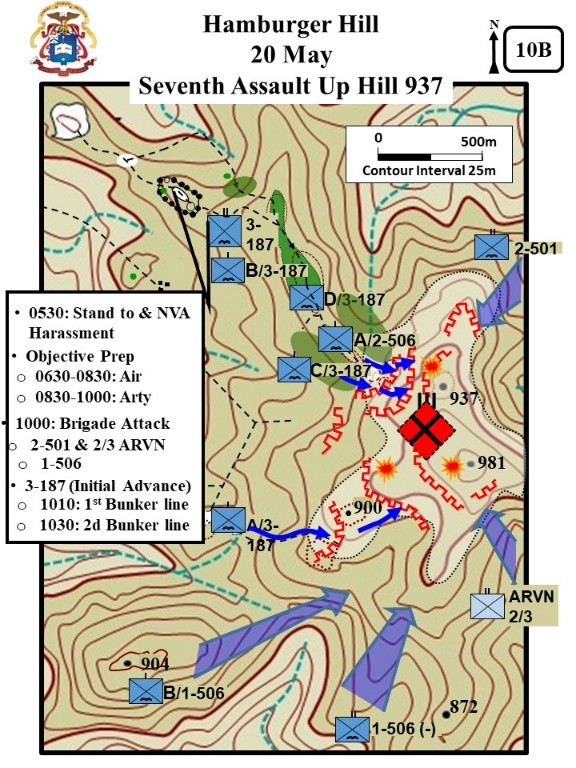 Hamburger Hill
20 May
Seventh Assault Up Hill 937
N
10B
0 500m
Contour Interval 25m
3-
187
2-501
B/3-187
D/3-187
A/2-506
C/3-187
937
981
900
A/3-
187
ARVN
2/3
904
B/1-506
872
1-506 (-)
• 0530: Stand to & NVA
Harassment
• Objective Prep
o 0630-0830: Air
o 0830-1000: Arty
• 1000: Brigade Attack
o 2-501 & 2/3 ARVN
o 1-506
• 3-187 (Initial Advance)
o 1010: 1st Bunker line
o 1030: 2d Bunker line